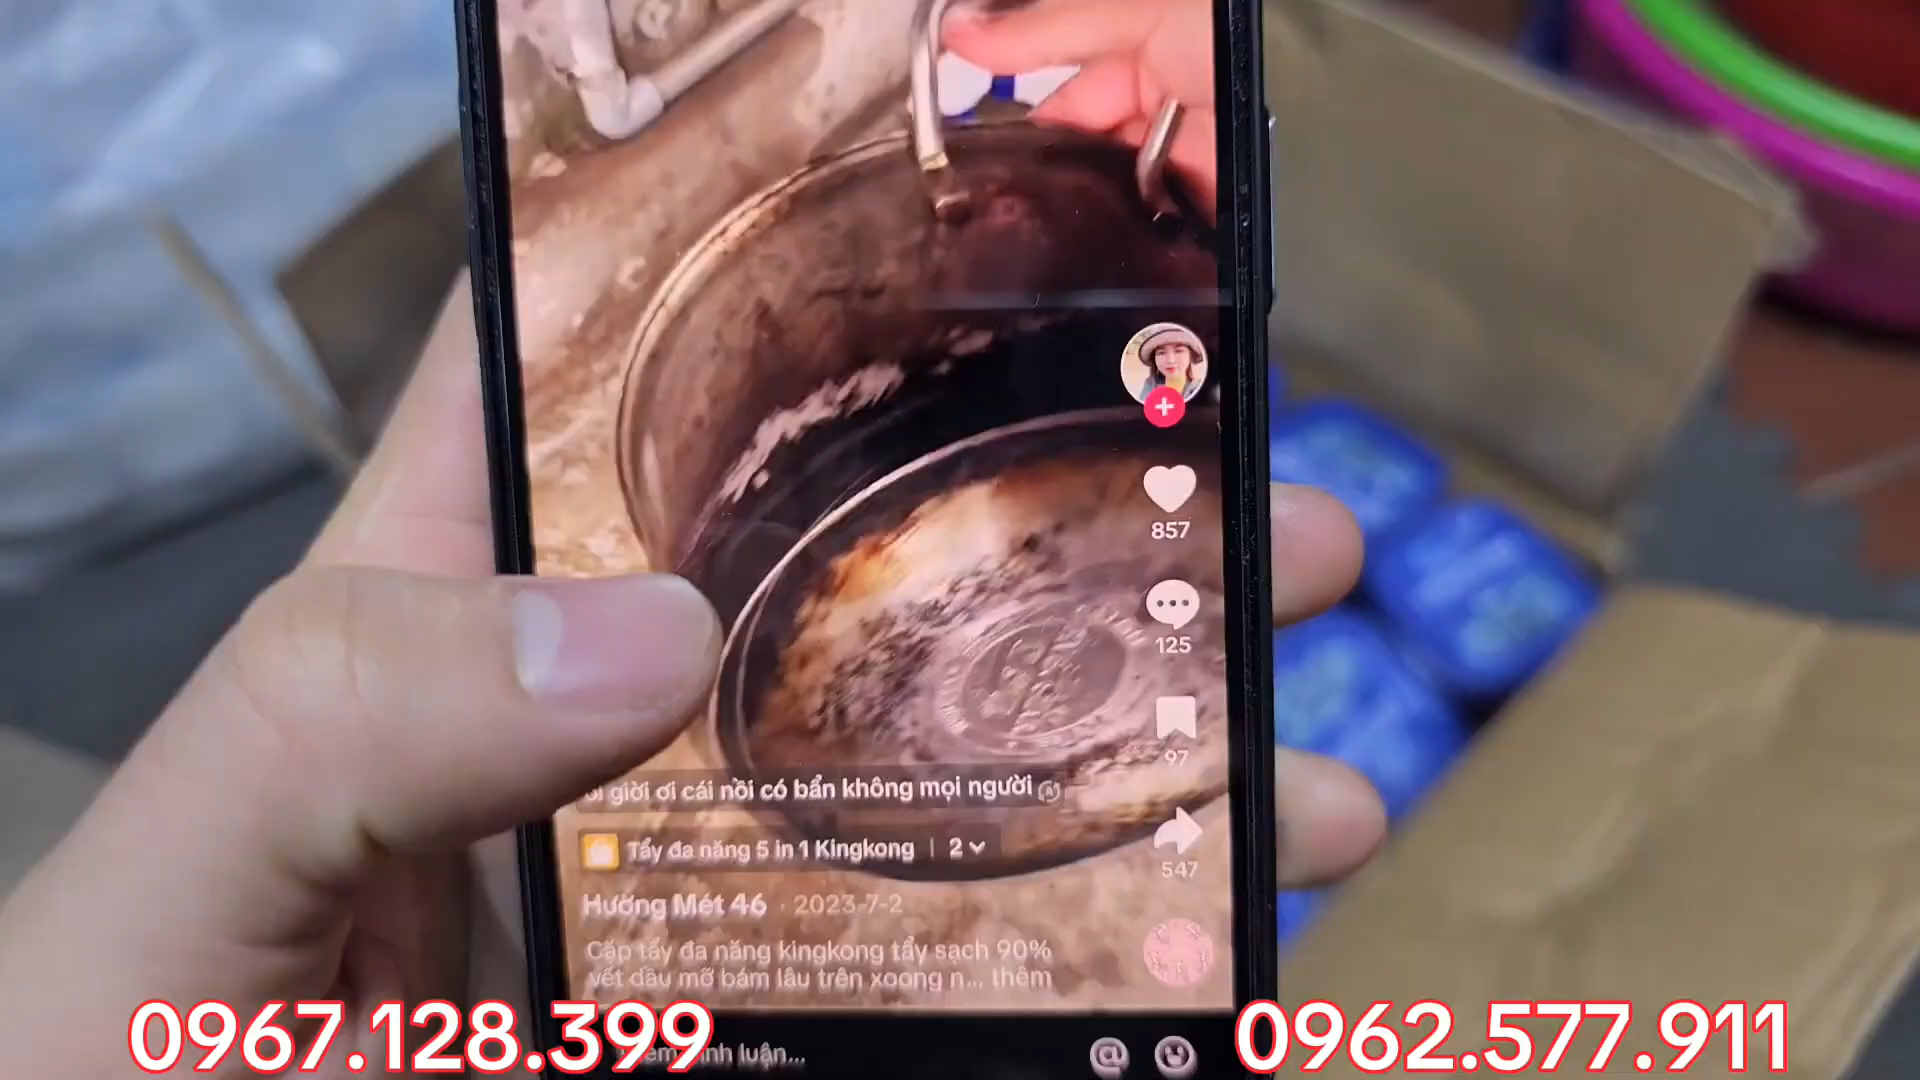 857
125
97
giời ơi cái nồi có bẩn không mọi người
Tẩy đa năng 5 in 1 Kingkong | 2
547
Hường Mét 46 · 2023-7-2
Cặp tẩy đa năng kingkong tẩy sạch 90%
vết dầu mỡ bám lâu trên xoong n... thêm
0967.128.399
luận...
@
0962.577.911